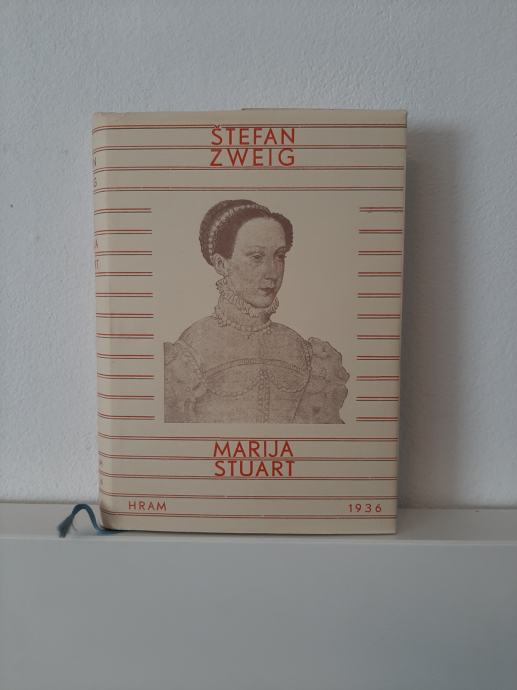 ŠTEFAN
ZWEIG
MARIJA
STUART
HRAM 1936